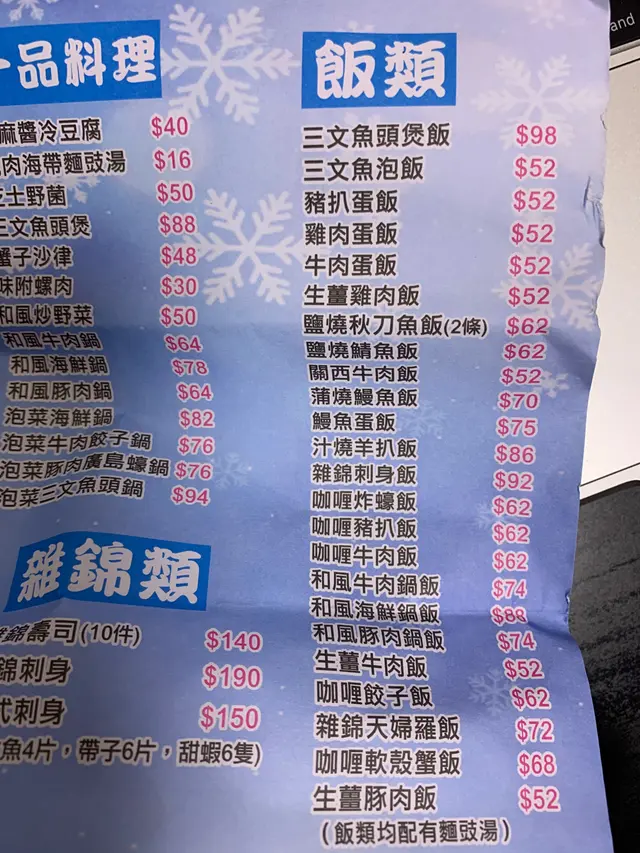 一品料理
麻醬冷豆腐 $40
肉海帶麵豉湯 $16
芝士野菌 $50
三文魚頭煲 $88
蟹子沙律 $48
味附螺肉 $30
和風炒野菜 $50
和風牛肉鍋 $64
和風海鮮鍋 $78
和風豚肉鍋 $64
泡菜海鮮鍋 $82
泡菜牛肉餃子鍋 $76
泡菜豚肉廣島蠔鍋 $76
泡菜三文魚頭鍋 $94
雜錦類
雜錦壽司(10件) $140
錦刺身 $190
式刺身 $150
魚4片，帶子6片，甜蝦6隻)
飯類
三文魚頭煲飯 $98
三文魚泡飯 $52
豬扒蛋飯 $52
雞肉蛋飯 $52
牛肉蛋飯 $52
生薑雞肉飯 $52
鹽燒秋刀魚飯(2條) $62
鹽燒鯖魚飯 $62
關西牛肉飯 $52
蒲燒鰻魚飯 $70
鰻魚蛋飯 $75
汁燒羊扒飯 $86
雜錦刺身飯 $92
咖喱炸蠔飯 $62
咖喱豬扒飯 $62
咖喱牛肉飯 $62
和風牛肉鍋飯 $74
和風海鮮鍋飯 $88
和風豚肉鍋飯 $74
生薑牛肉飯 $52
咖喱餃子飯 $62
雜錦天婦羅飯 $72
咖喱軟殼蟹飯 $68
生薑豚肉飯 $52
(飯類均配有麵豉湯)
and